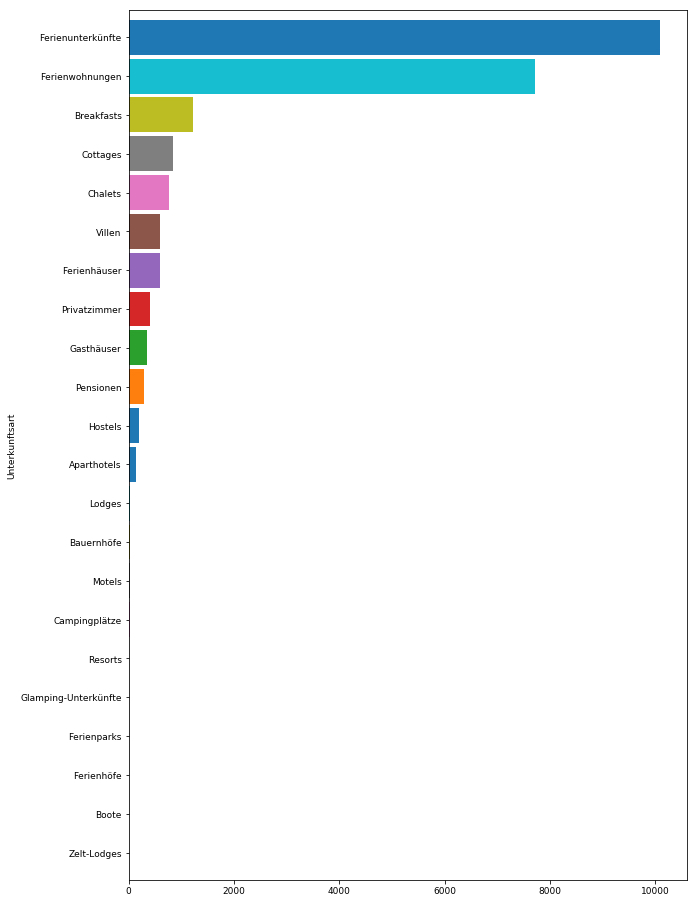 Ferienunterkünfte
Ferienwohnungen
Breakfasts
Cottages
Chalets
Villen
Ferienhäuser
Privatzimmer
Gasthäuser
Pensionen
Hostels
Unterkunftsart
Aparthotels
Lodges
Bauernhöfe
Motels
Campingplätze
Resorts
Glamping-Unterkünfte
Ferienparks
Ferienhöfe
Boote
Zelt-Lodges
0 2000 4000 6000 8000 10000